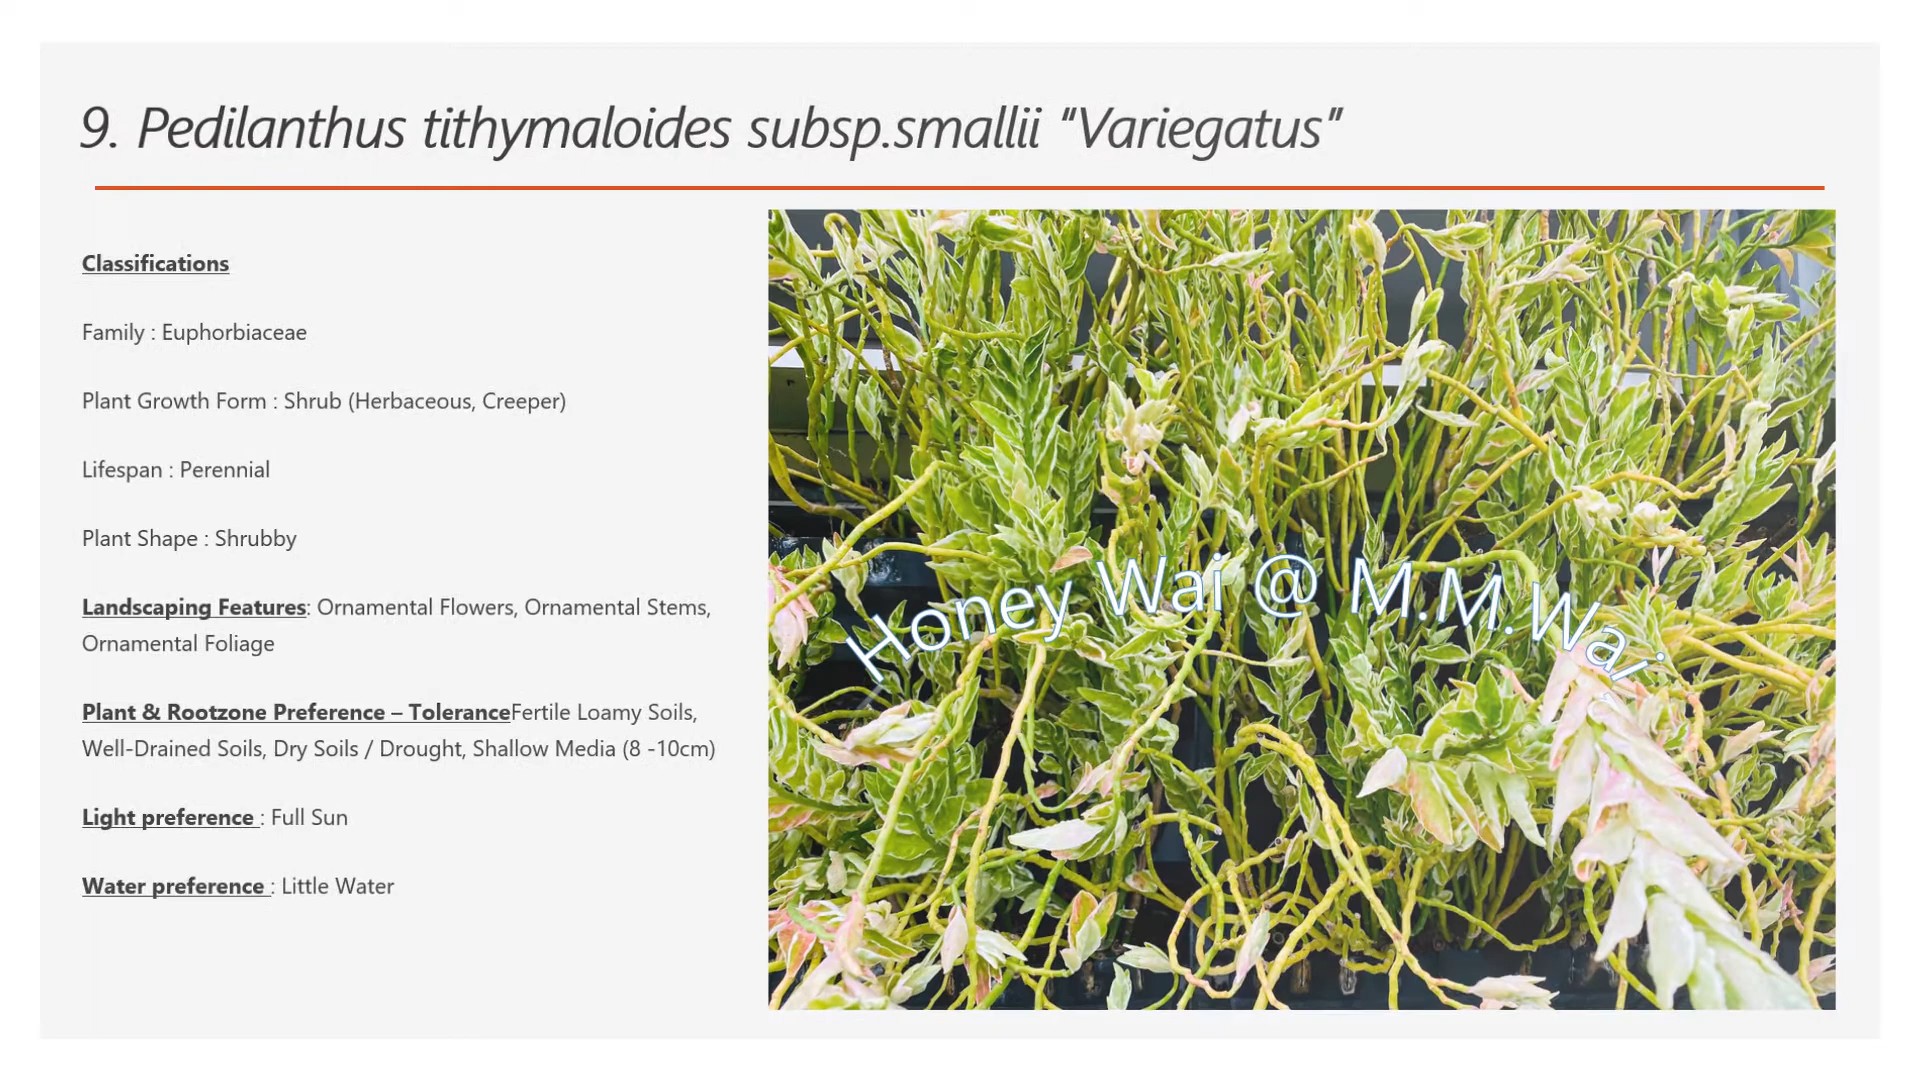 9. Pedilanthus tithymaloides subsp.smallii "Variegatus"
Classifications
Family : Euphorbiaceae
Plant Growth Form : Shrub (Herbaceous, Creeper)
Lifespan : Perennial
Plant Shape : Shrubby
Landscaping Features: Ornamental Flowers, Ornamental Stems,
Ornamental Foliage
Plant & Rootzone Preference – ToleranceFertile Loamy Soils,
Well-Drained Soils, Dry Soils / Drought, Shallow Media (8 -10cm)
Light preference : Full Sun
Water preference : Little Water
Honey Wai @ M.M.Wai